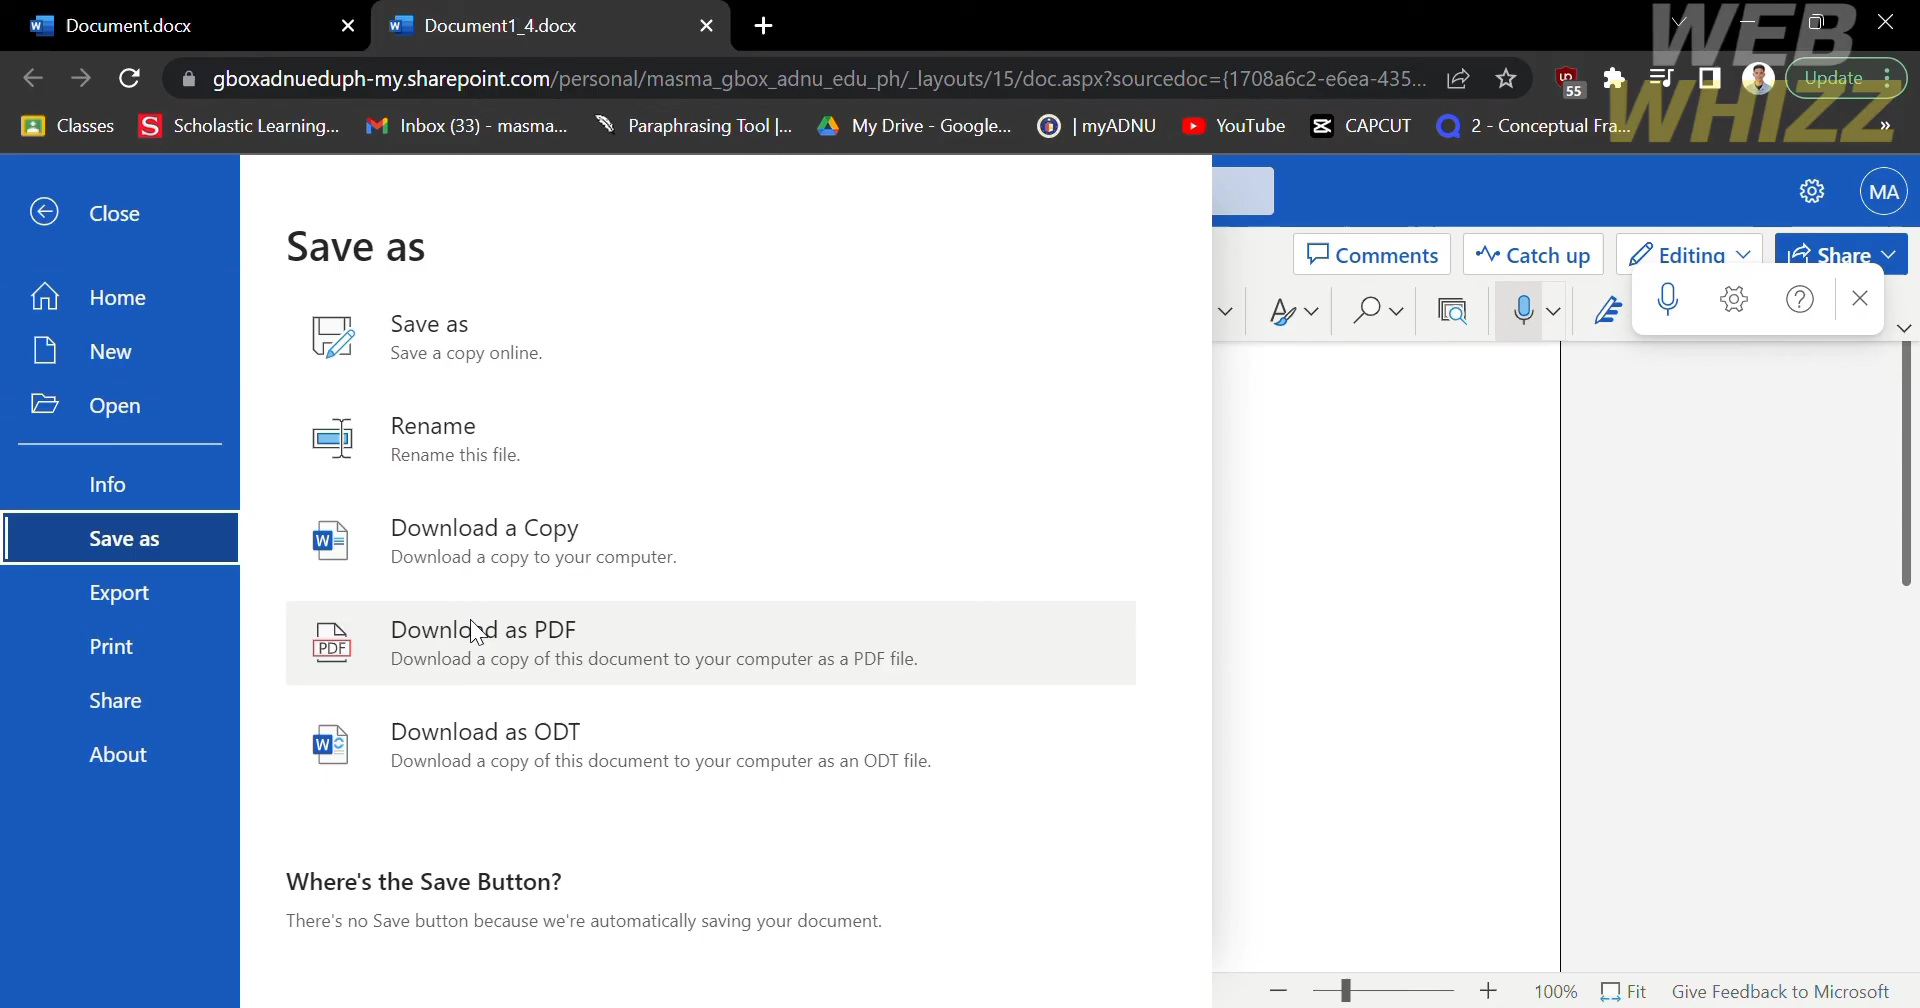 Document.docx
Document1_4.docx
WEB
WHIZZ
gboxadnueduph-my.sharepoint.com/personal/masma_gbox_adnu_edu_ph/_layouts/15/doc.aspx?sourcedoc={1708a6c2-e6ea-435...
55
Update
Classes
Scholastic Learning...
Inbox (33) - masma...
Paraphrasing Tool |...
My Drive - Google...
| myADNU
YouTube
CAPCUT
2 - Conceptual Fra...
»
Close
MA
Save as
Comments
Catch up
Editing
Share
Home
New
Open
Info
Save as
Export
Print
Share
About
Save as
Save a copy online.
Rename
Rename this file.
Download a Copy
Download a copy to your computer.
PDF
Download as PDF
Download a copy of this document to your computer as a PDF file.
Download as ODT
Download a copy of this document to your computer as an ODT file.
Where's the Save Button?
There's no Save button because we're automatically saving your document.
100%
Fit
Give Feedback to Microsoft